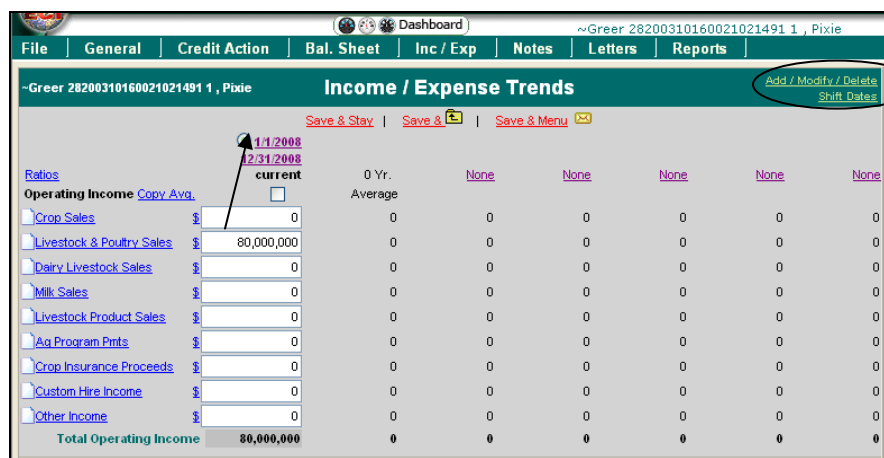 Dashboard
~Greer 28200310160021021491 1 , Pixie
File | General | Credit Action | Bal. Sheet | Inc / Exp | Notes | Letters | Reports |
~Greer 28200310160021021491 1 , Pixie Income / Expense Trends Add / Modify / Delete
Shift Dates
Save & Stay | Save & | Save & Menu
1/1/2008
12/31/2008
Ratios current 0 Yr. None None None None None
Operating Income Copy Avg. Average
Crop Sales $ 0 0 0 0 0 0 0
Livestock & Poultry Sales $ 80,000,000 0 0 0 0 0 0
Dairy Livestock Sales $ 0 0 0 0 0 0 0
Milk Sales $ 0 0 0 0 0 0 0
Livestock Product Sales $ 0 0 0 0 0 0 0
Ag Program Pmts $ 0 0 0 0 0 0 0
Crop Insurance Proceeds $ 0 0 0 0 0 0 0
Custom Hire Income $ 0 0 0 0 0 0 0
Other Income $ 0 0 0 0 0 0 0
Total Operating Income 80,000,000 0 0 0 0 0 0